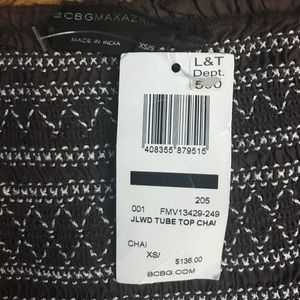 BCBGMAXAZRIA
MADE IN INDIA
XS/S
L&T
Dept.
408355 879515
205
001 FMV13429-249
JLWD TUBE TOP CHAI
CHAI
XS/
$136.00
BCBG.COM